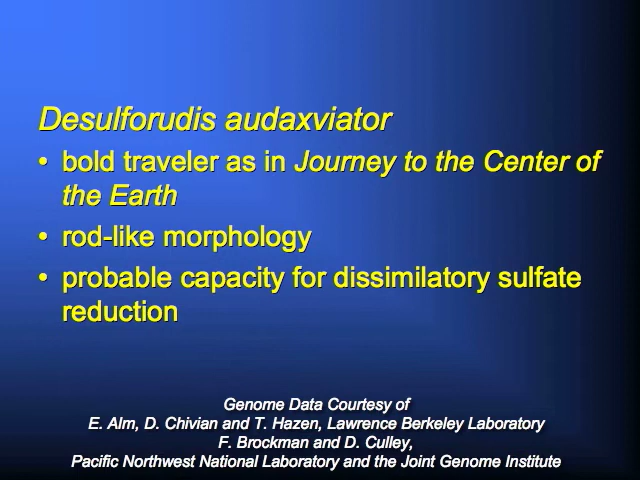 Desulforudis audaxviator
• bold traveler as in Journey to the Center of
the Earth
• rod-like morphology
• probable capacity for dissimilatory sulfate
reduction
Genome Data Courtesy of
E. Alm, D. Chivian and T. Hazen, Lawrence Berkeley Laboratory
F. Brockman and D. Culley,
Pacific Northwest National Laboratory and the Joint Genome Institute